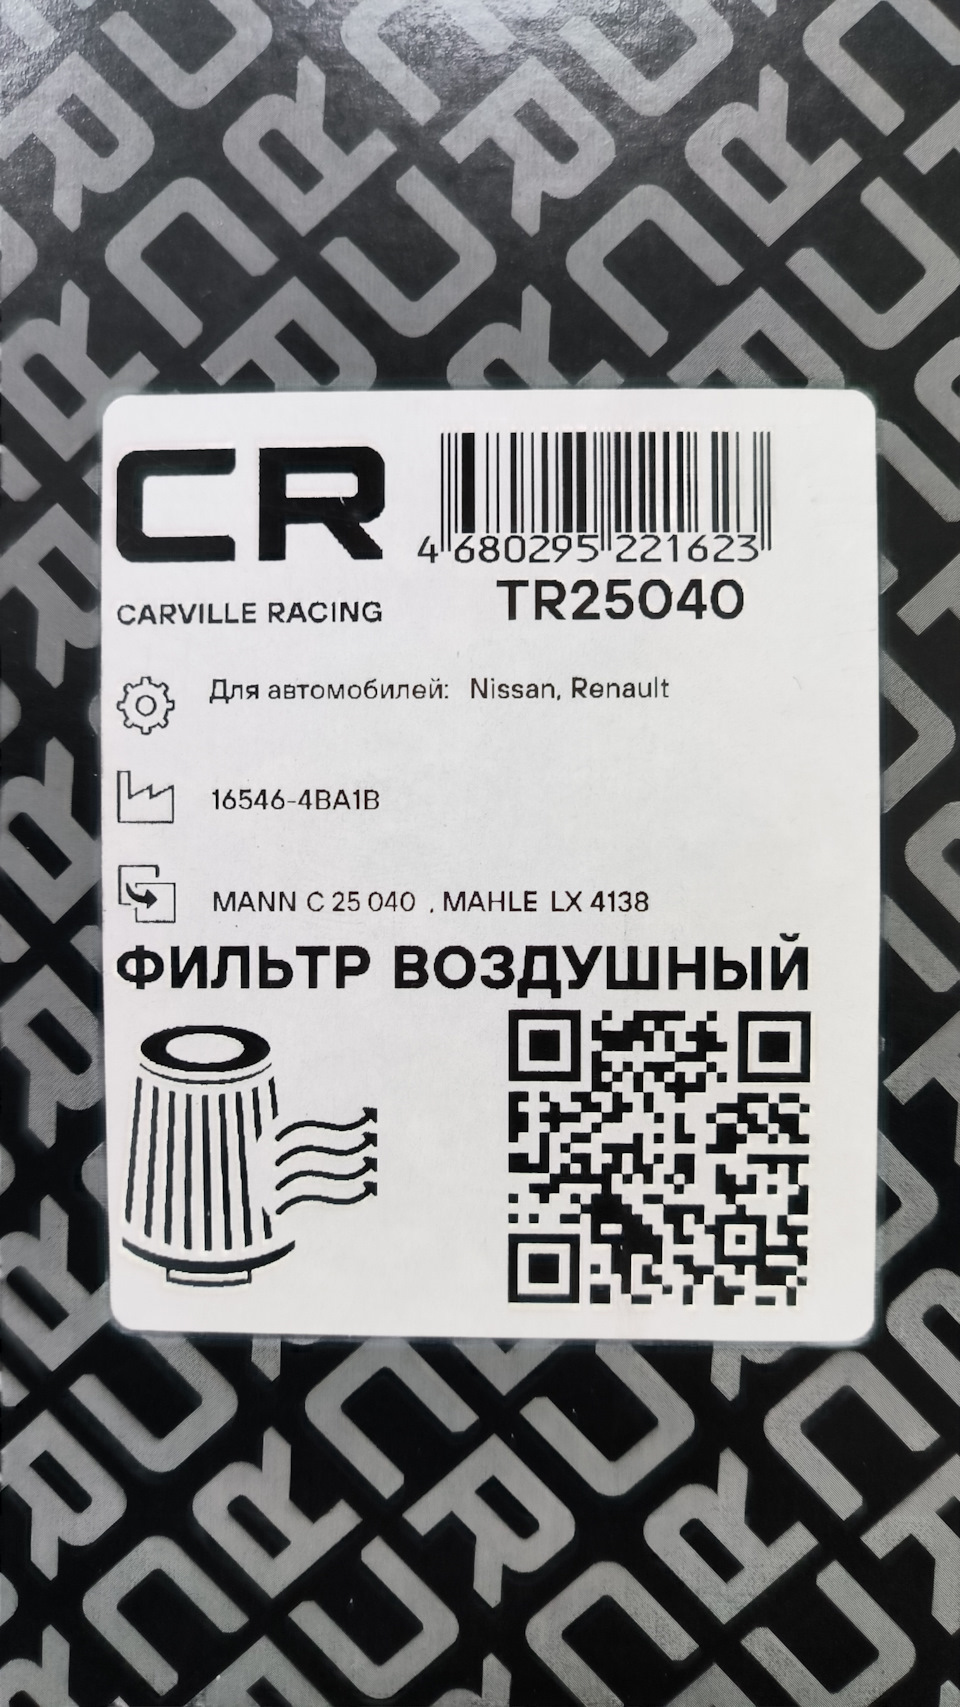 CR
4 680295 221623
TR25040
CARVILLE RACING
Для автомобилей: Nissan, Renault
16546-4BA1B
MANN C 25 040 , MAHLE LX 4138
ФИЛЬТР ВОЗДУШНЫЙ